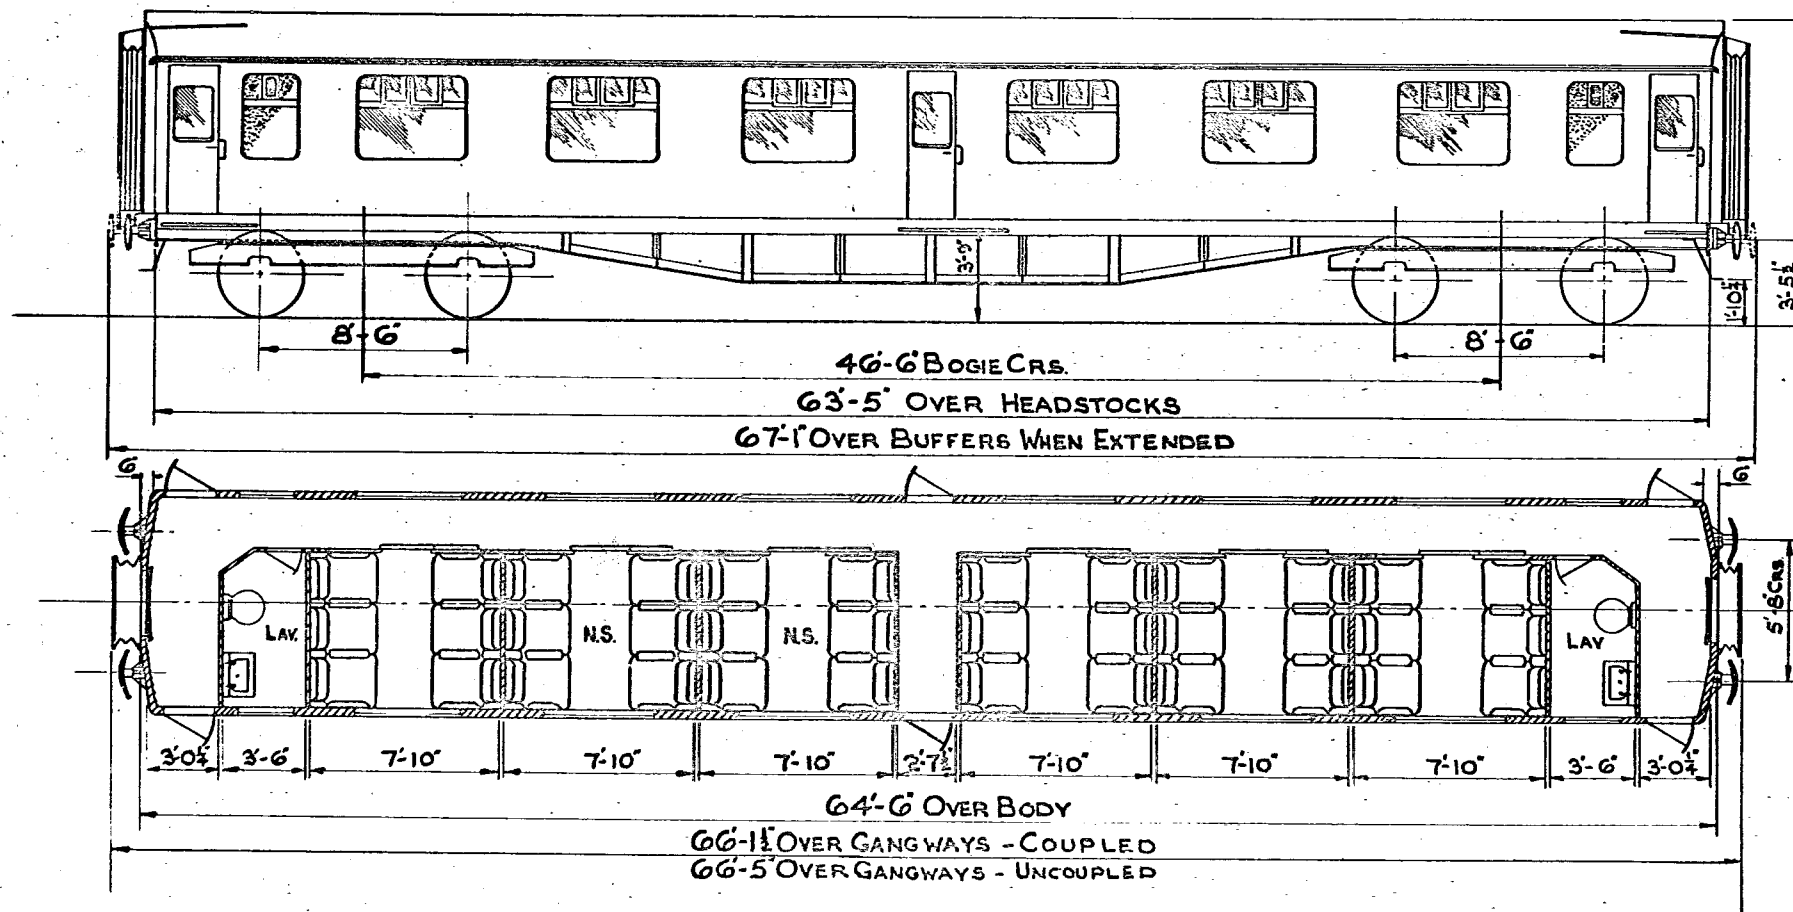 3'-9"
1'-10½"
3'-5½"
8'-6"
8'-6"
46'-6" BOGIE CRS.
63'-5" OVER HEADSTOCKS
67'-1" OVER BUFFERS WHEN EXTENDED
6"
6"
5'-8" CRS.
LAV.
N.S.
N.S.
LAV
3'-0¼"
3'-6"
7'-10"
7'-10"
7'-10"
2'-7½"
7'-10"
7'-10"
7'-10"
3'-6"
3'-0¼"
64'-6" OVER BODY
66'-1½" OVER GANGWAYS - COUPLED
66'-5" OVER GANGWAYS - UNCOUPLED